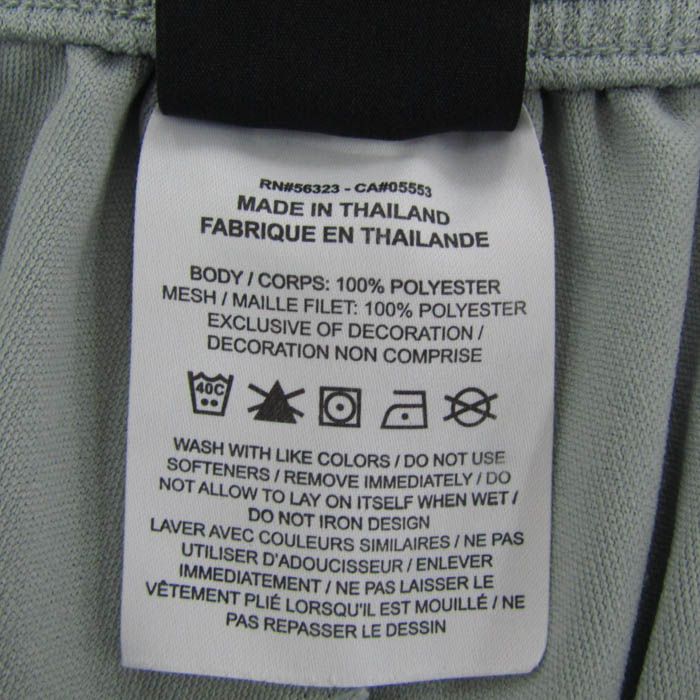 RN#56323 - CA#05553
MADE IN THAILAND
FABRIQUE EN THAILANDE
BODY / CORPS: 100% POLYESTER
MESH / MAILLE FILET: 100% POLYESTER
EXCLUSIVE OF DECORATION /
DECORATION NON COMPRISE
40C
WASH WITH LIKE COLORS / DO NOT USE
SOFTENERS / REMOVE IMMEDIATELY / DO
NOT ALLOW TO LAY ON ITSELF WHEN WET /
DO NOT IRON DESIGN
LAVER AVEC COULEURS SIMILAIRES / NE PAS
UTILISER D'ADOUCISSEUR / ENLEVER
IMMEDIATEMENT / NE PAS LAISSER LE
VÊTEMENT PLIÉ LORSQU'IL EST MOUILLÉ / NE
PAS REPASSER LE DESSIN